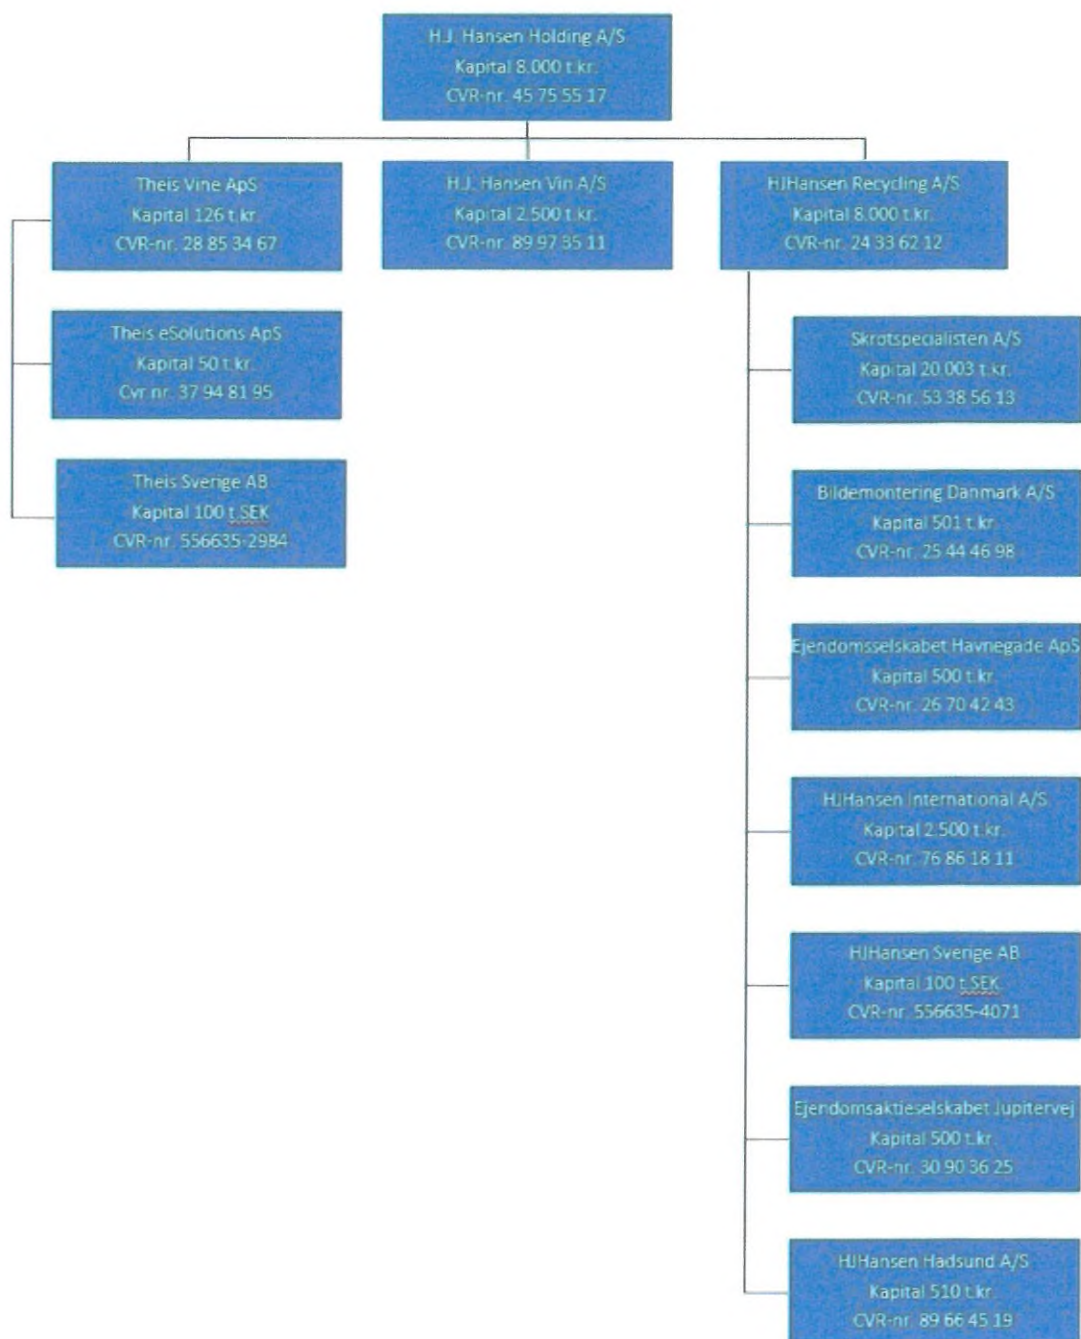 H.J. Hansen Holding A/S
Kapital 8.000 t.kr.
CVR-nr. 45 75 55 17
Theis Vine ApS
Kapital 126 t.kr.
CVR-nr. 28 85 34 67
H.J. Hansen Vin A/S
Kapital 2.500 t.kr.
CVR-nr. 89 97 35 11
HJHansen Recycling A/S
Kapital 8.000 t.kr.
CVR-nr. 24 33 62 12
Theis eSolutions ApS
Kapital 50 t.kr.
Cvr nr. 37 94 81 95
Theis Sverige AB
Kapital 100 t.SEK
CVR-nr. 556635-2984
Skrotspecialisten A/S
Kapital 20.003 t.kr.
CVR-nr. 53 38 56 13
Bildemontering Danmark A/S
Kapital 501 t.kr.
CVR-nr. 25 44 46 98
Ejendomsselskabet Havnegade ApS
Kapital 500 t.kr.
CVR-nr. 26 70 42 43
HJHansen International A/S
Kapital 2.500 t.kr.
CVR-nr. 76 86 18 11
HJHansen Sverige AB
Kapital 100 t.SEK
CVR-nr. 556635-4071
Ejendomsaktieselskabet Jupitervej
Kapital 500 t.kr.
CVR-nr. 30 90 36 25
HJHansen Hadsund A/S
Kapital 510 t.kr.
CVR-nr. 89 66 45 19